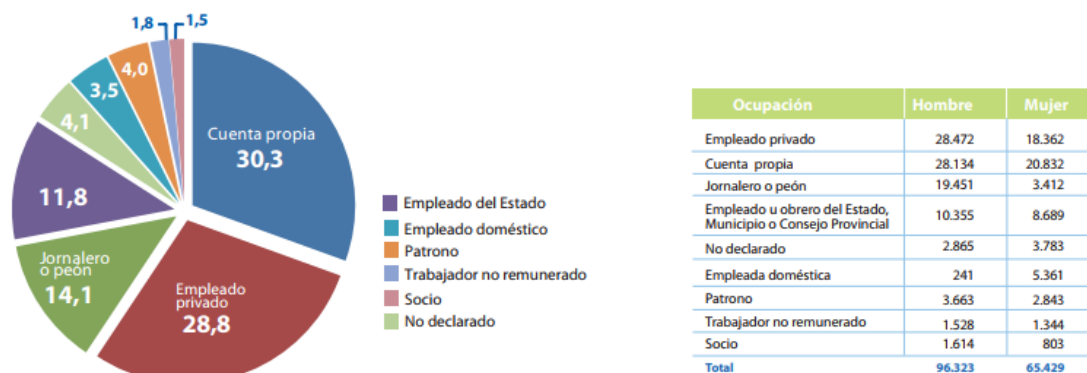 1,8
1,5
4,0
3,5
4,1
Cuenta propia
30,3
11,8
Jornalero
o peón
14,1
Empleado
privado
28,8
Empleado del Estado
Empleado doméstico
Patrono
Trabajador no remunerado
Socio
No declarado
Ocupación Hombre Mujer
Empleado privado 28.472 18.362
Cuenta propia 28.134 20.832
Jornalero o peón 19.451 3.412
Empleado u obrero del Estado,
Municipio o Consejo Provincial 10.355 8.689
No declarado 2.865 3.783
Empleada doméstica 241 5.361
Patrono 3.663 2.843
Trabajador no remunerado 1.528 1.344
Socio 1.614 803
Total 96.323 65.429